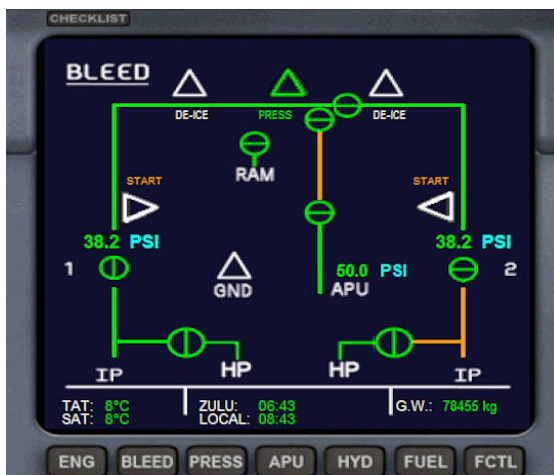 CHECKLIST
BLEED
DE-ICE PRESS DE-ICE
RAM
START START
38.2 PSI 38.2 PSI
1 2
50.0 PSI
GND APU
HP HP
IP IP
TAT: 8°C ZULU: 06:43 G.W.: 78455 kg
SAT: 8°C LOCAL: 08:43
ENG BLEED PRESS APU HYD FUEL FCTL